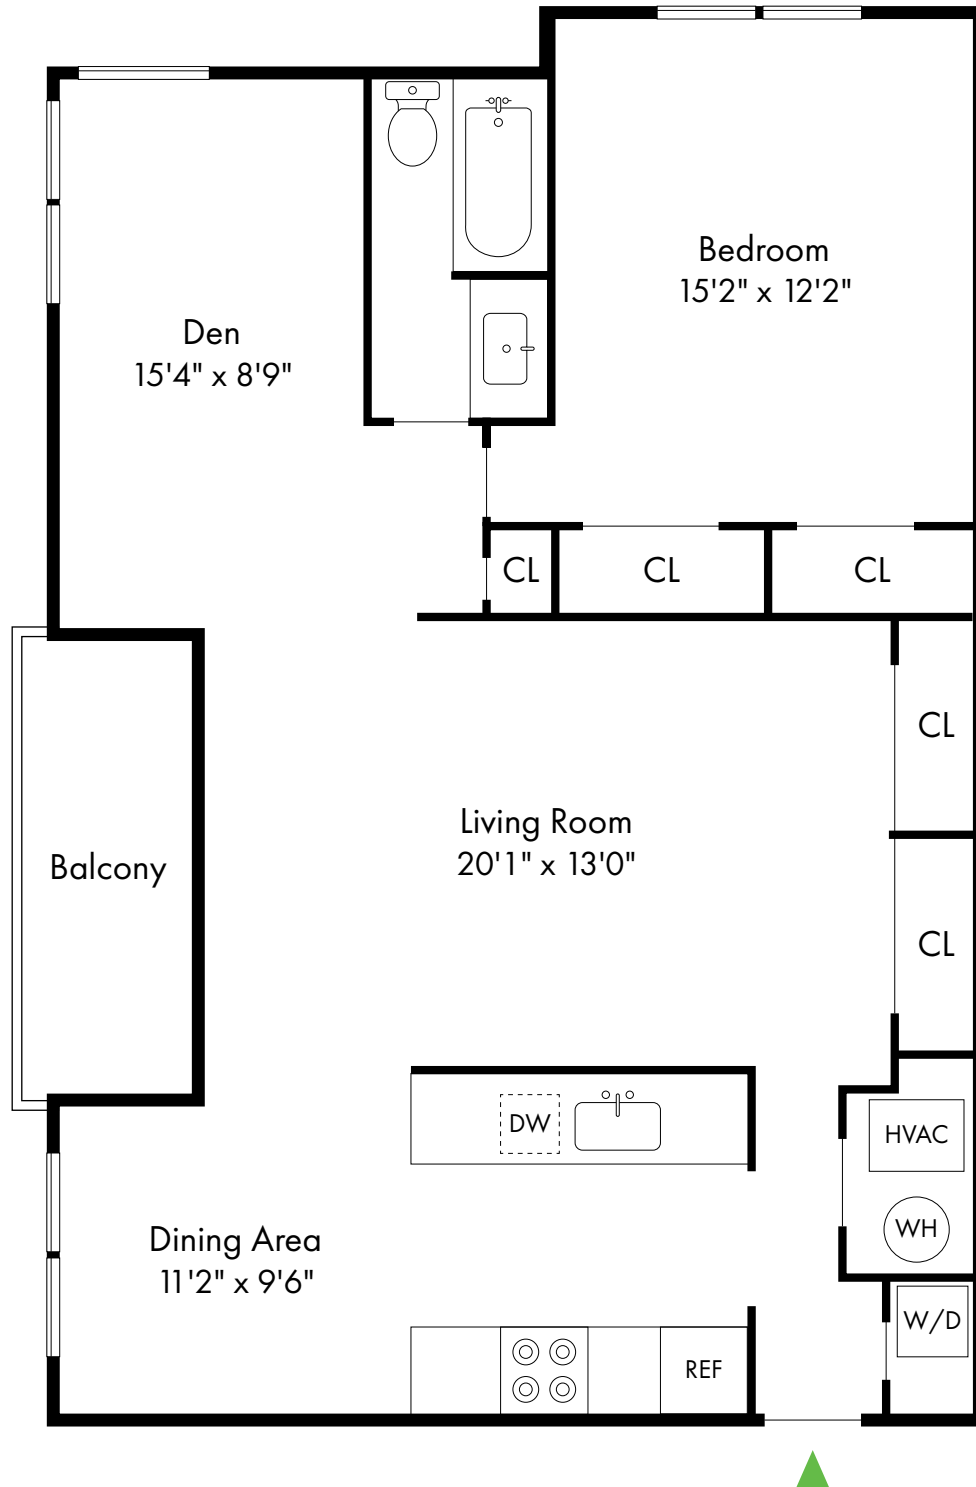 Bedroom
15'2" x 12'2"
Den
15'4" x 8'9"
CL
CL
CL
CL
Living Room
20'1" x 13'0"
Balcony
CL
DW
HVAC
WH
Dining Area
11'2" x 9'6"
W/D
REF